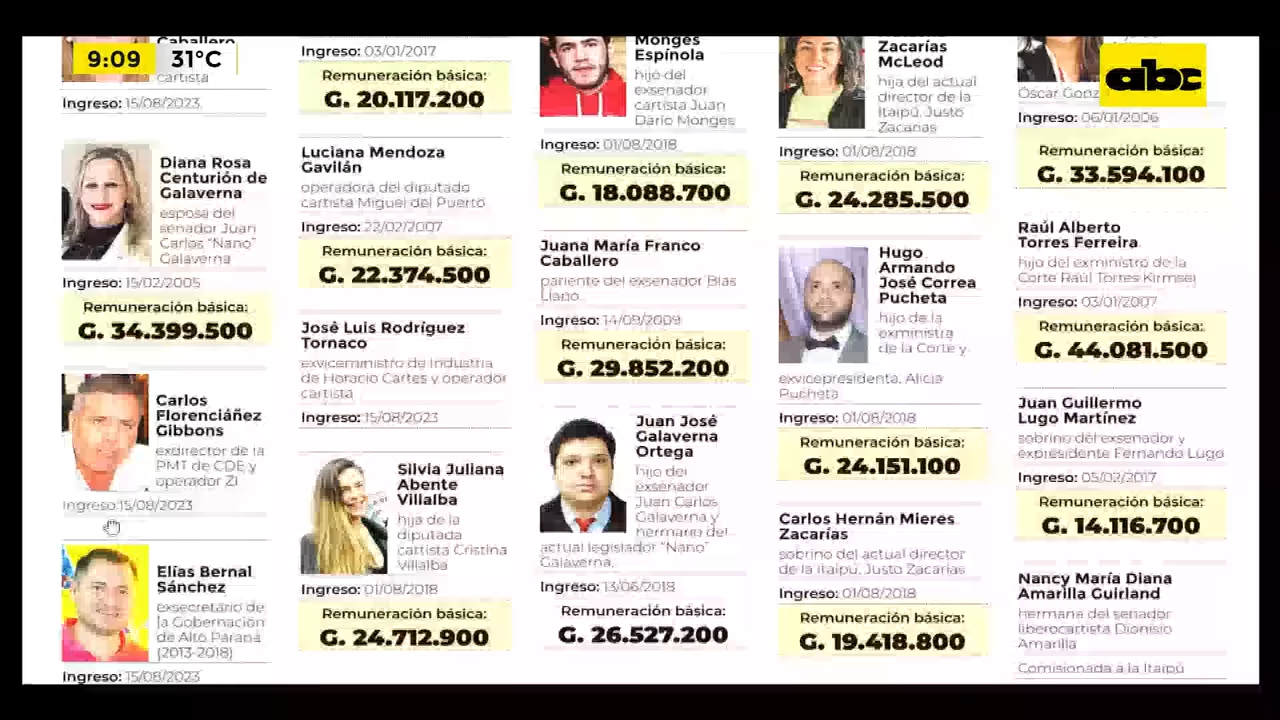 9:09 31°C
abc
Caballero
cartista
Ingreso: 15/08/2023
Diana Rosa
Centurión de
Galaverna
esposa del
senador Juan
Carlos "Nano"
Galaverna
Ingreso: 15/02/2005
Remuneración básica:
G. 34.399.500
Carlos
Florenciáñez
Gibbons
exdirector de la
PMT de CDE y
operador ZI
Ingreso:15/08/2023
Elías Bernal
Sánchez
exsecretario de
la Gobernación
de Alto Paraná
(2013-2018)
Ingreso: 15/08/2023
Ingreso: 03/01/2017
Remuneración básica:
G. 20.117.200
Luciana Mendoza
Gavilán
operadora del diputado
cartista Miguel del Puerto
Ingreso: 22/02/2007
Remuneración básica:
G. 22.374.500
José Luis Rodríguez
Tornaco
exviceministro de Industria
de Horacio Cartes y operador
cartista
Ingreso: 15/08/2023
Silvia Juliana
Abente
Villalba
hija de la
diputada
cartista Cristina
Villalba
Ingreso: 01/08/2018
Remuneración básica:
G. 24.712.900
Monges
Espínola
hijo del
exsenador
cartista Juan
Darío Monges
Ingreso: 01/08/2018
Remuneración básica:
G. 18.088.700
Juana María Franco
Caballero
pariente del exsenador Blas
Llano
Ingreso: 14/09/2009
Remuneración básica:
G. 29.852.200
Juan José
Galaverna
Ortega
hijo del
exsenador
Juan Carlos
Galaverna y
hermano del
actual legislador "Nano"
Galaverna.
Ingreso: 13/06/2018
Remuneración básica:
G. 26.527.200
Zacarías
McLeod
hija del actual
director de la
Itaipú, Justo
Zacarías
Ingreso: 01/08/2018
Remuneración básica:
G. 24.285.500
Hugo
Armando
José Correa
Pucheta
hijo de la
exministra
de la Corte y
exvicepresidenta, Alicia
Pucheta
Ingreso: 01/08/2018
Remuneración básica:
G. 24.151.100
Carlos Hernán Mieres
Zacarías
sobrino del actual director
de la Itaipú, Justo Zacarías
Ingreso: 01/08/2018
Remuneración básica:
G. 19.418.800
Óscar
Ingreso: 06/01/2006
Remuneración básica:
G. 33.594.100
Raúl Alberto
Torres Ferreira
hijo del exministro de la
Corte Raúl Torres Kirmser
Ingreso: 03/01/2007
Remuneración básica:
G. 44.081.500
Juan Guillermo
Lugo Martínez
sobrino del exsenador y
expresidente Fernando Lugo
Ingreso: 05/02/2017
Remuneración básica:
G. 14.116.700
Nancy María Diana
Amarilla Guirland
hermana del senador
liberocartista Dionisio
Amarilla
Comisionada a la Itaipú